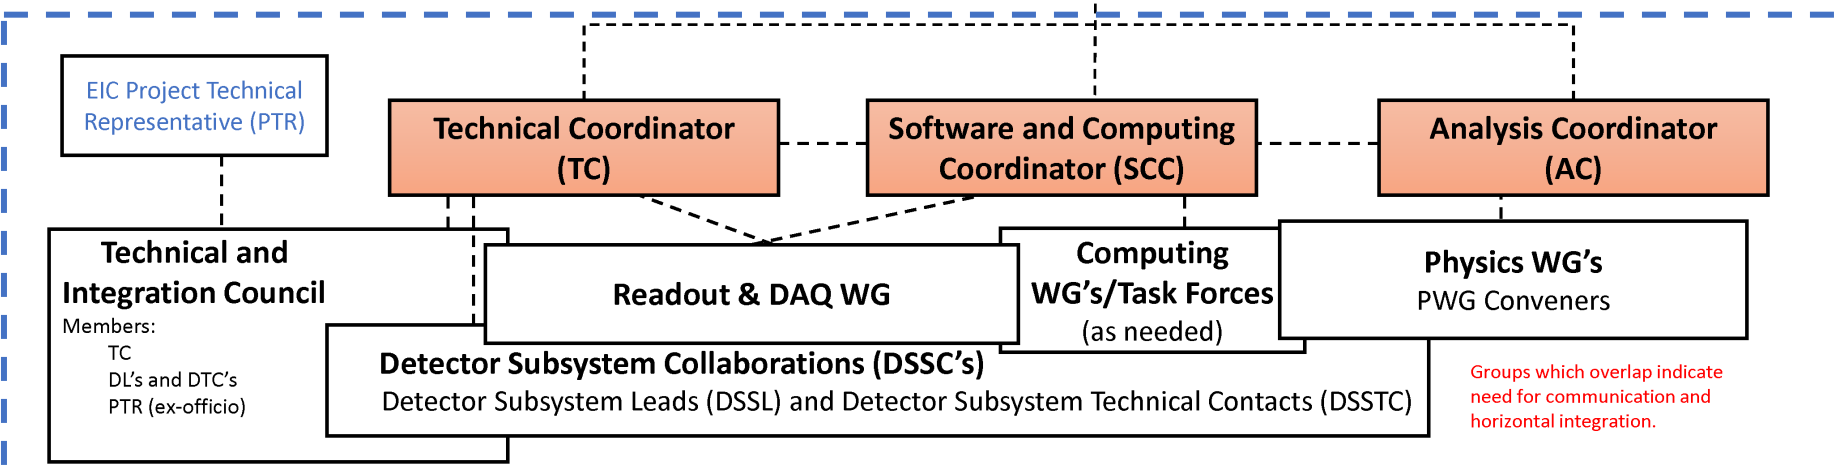 EIC Project Technical
Representative (PTR)
Technical Coordinator
(TC)
Software and Computing
Coordinator (SCC)
Analysis Coordinator
(AC)
Technical and
Integration Council
Members:
TC
DL's and DTC's
PTR (ex-officio)
Readout & DAQ WG
Computing
WG's/Task Forces
(as needed)
Physics WG's
PWG Conveners
Detector Subsystem Collaborations (DSSC's)
Detector Subsystem Leads (DSSL) and Detector Subsystem Technical Contacts (DSSTC)
Groups which overlap indicate
need for communication and
horizontal integration.